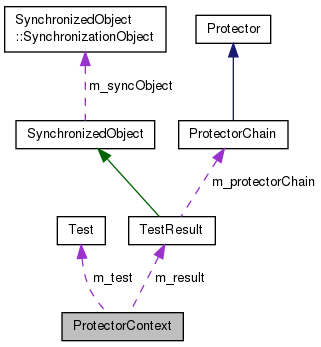 SynchronizedObject
::SynchronizationObject
Protector
m_syncObject
SynchronizedObject
ProtectorChain
m_protectorChain
Test
TestResult
m_test
m_result
ProtectorContext